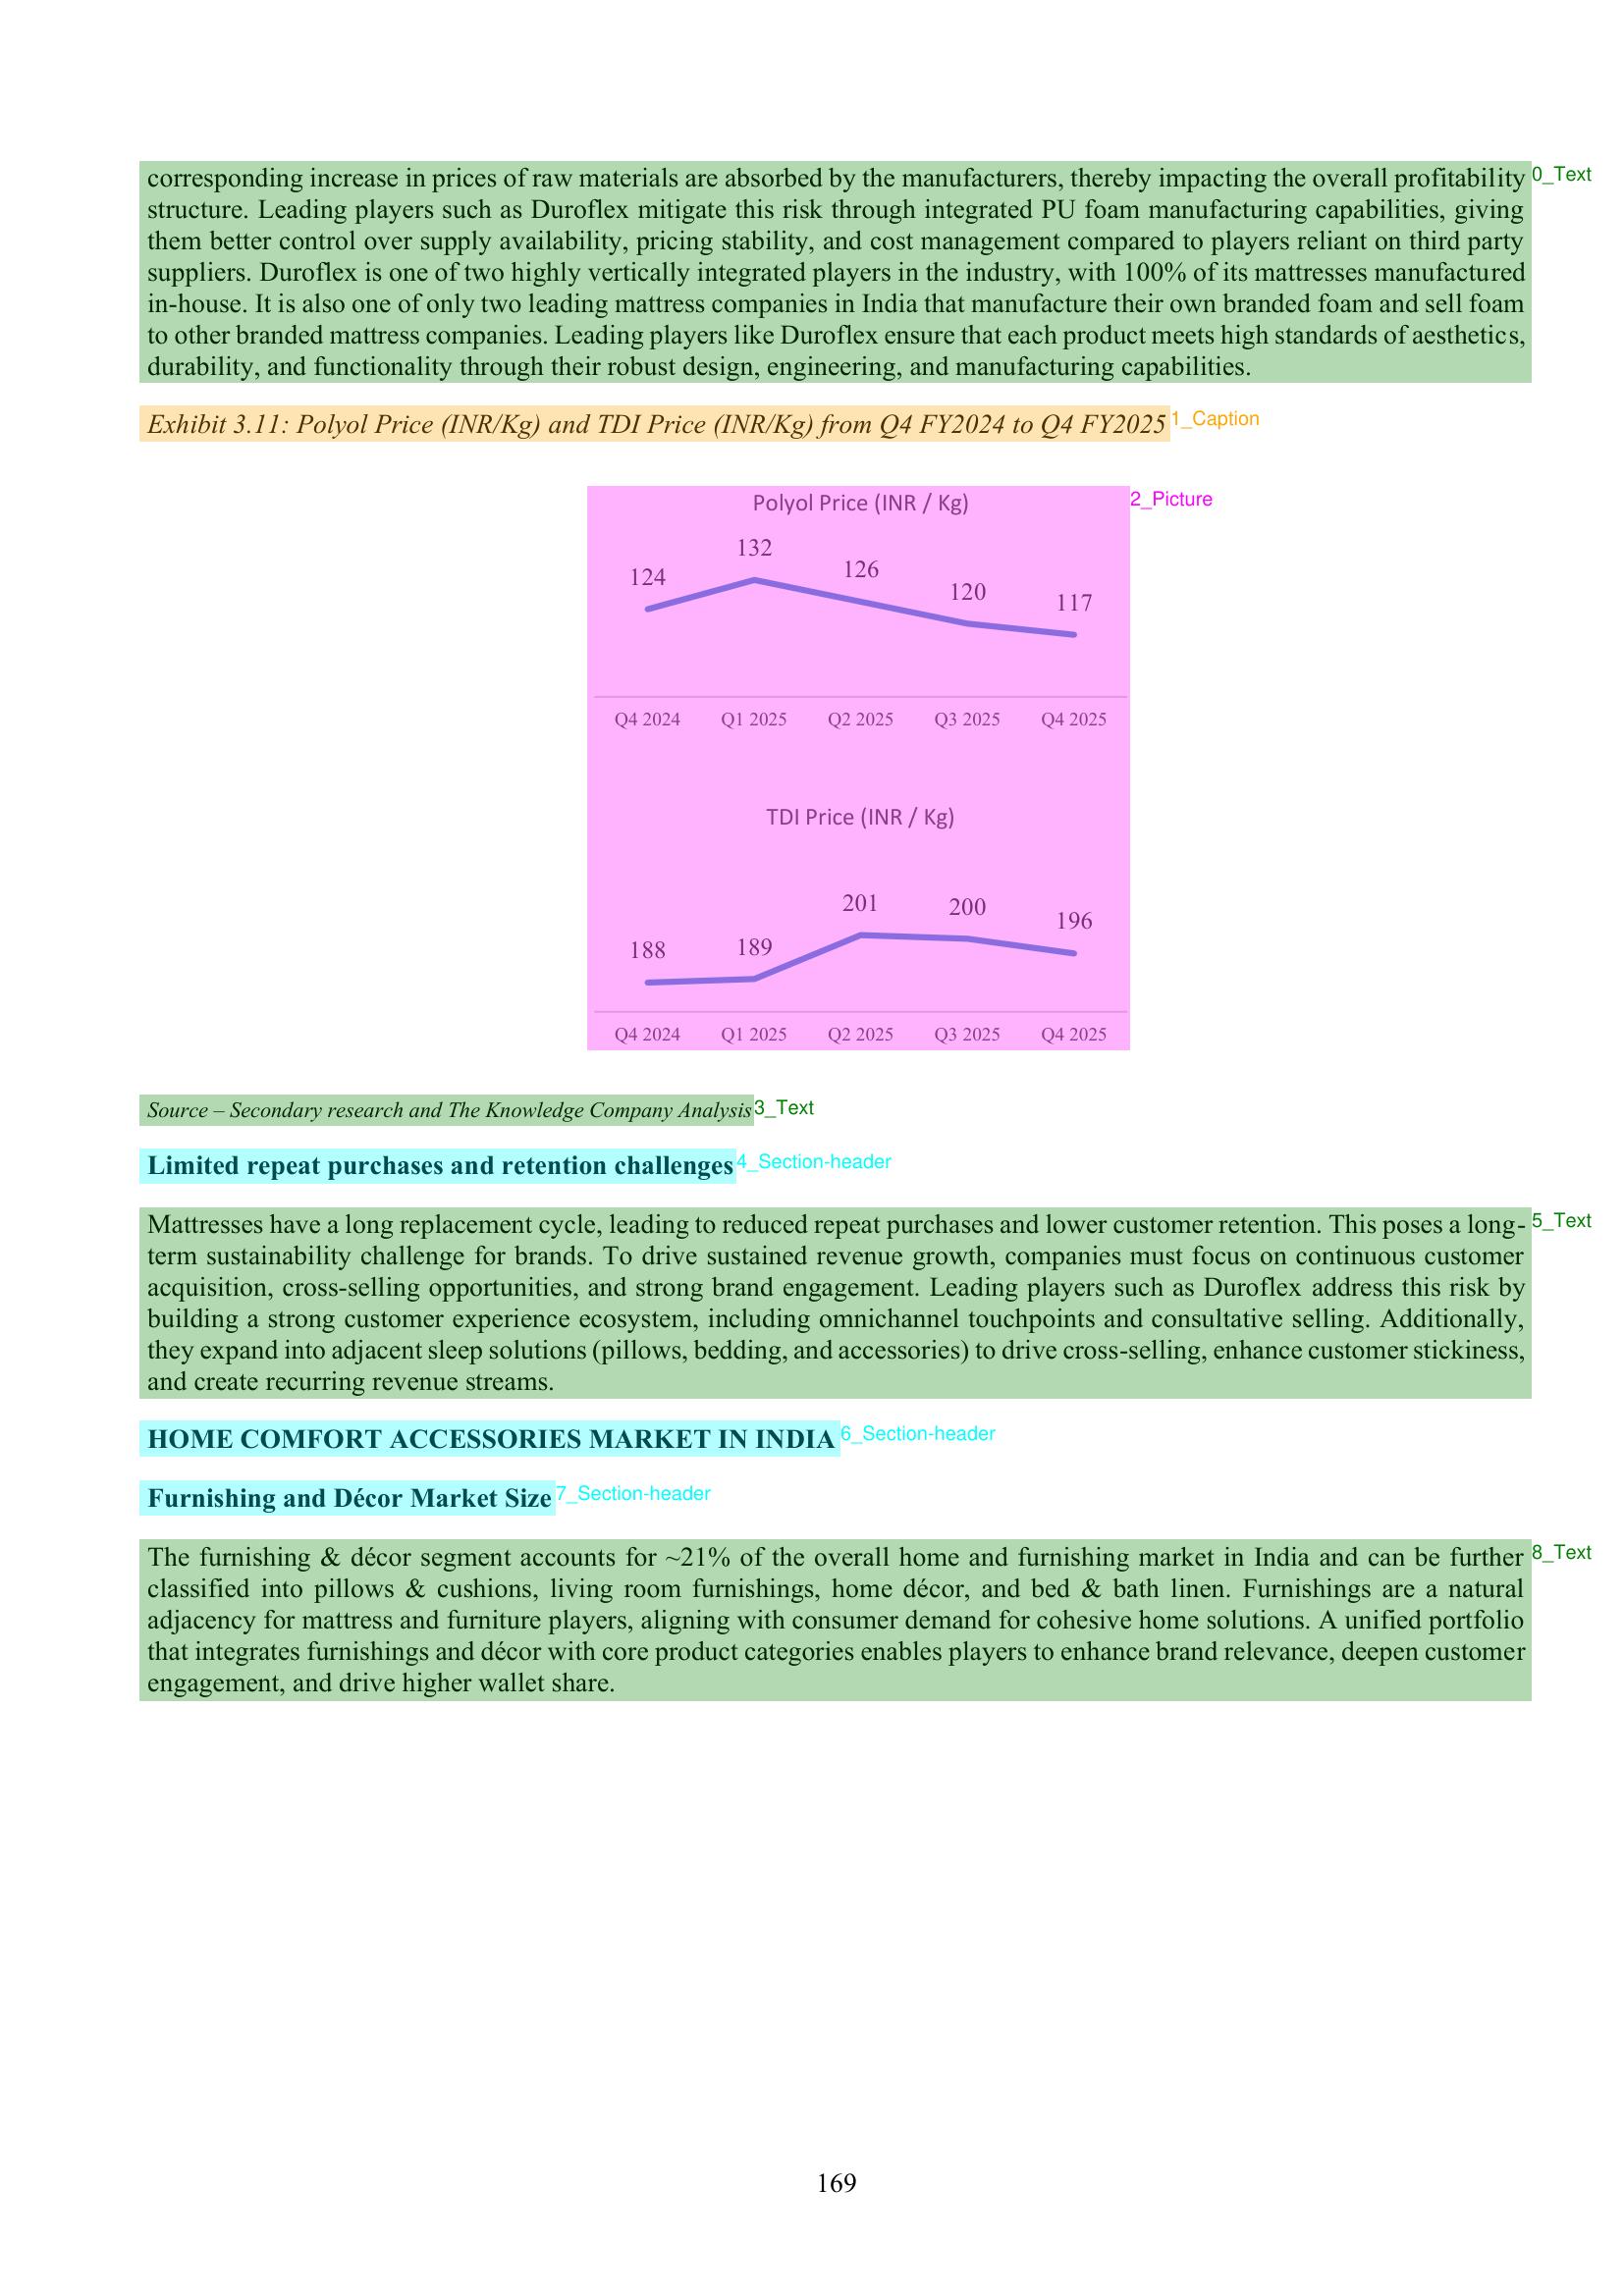 corresponding increase in prices of raw materials are absorbed by the manufacturers, thereby impacting the overall profitability
0_Text
structure. Leading players such as Duroflex mitigate this risk through integrated PU foam manufacturing capabilities, giving
them better control over supply availability, pricing stability, and cost management compared to players reliant on third party
suppliers. Duroflex is one of two highly vertically integrated players in the industry, with 100% of its mattresses manufactured
in-house. It is also one of only two leading mattress companies in India that manufacture their own branded foam and sell foam
to other branded mattress companies. Leading players like Duroflex ensure that each product meets high standards of aesthetics,
durability, and functionality through their robust design, engineering, and manufacturing capabilities.
Exhibit 3.11: Polyol Price (INR/Kg) and TDI Price (INR/Kg) from Q4 FY2024 to Q4 FY2025
1_Caption
Polyol Price (INR / Kg)
2_Picture
124 132 126 120 117
Q4 2024 Q1 2025 Q2 2025 Q3 2025 Q4 2025
TDI Price (INR / Kg)
188 189 201 200 196
Q4 2024 Q1 2025 Q2 2025 Q3 2025 Q4 2025
Source – Secondary research and The Knowledge Company Analysis
3_Text
Limited repeat purchases and retention challenges
4_Section-header
Mattresses have a long replacement cycle, leading to reduced repeat purchases and lower customer retention. This poses a long-
5_Text
term sustainability challenge for brands. To drive sustained revenue growth, companies must focus on continuous customer
acquisition, cross-selling opportunities, and strong brand engagement. Leading players such as Duroflex address this risk by
building a strong customer experience ecosystem, including omnichannel touchpoints and consultative selling. Additionally,
they expand into adjacent sleep solutions (pillows, bedding, and accessories) to drive cross-selling, enhance customer stickiness,
and create recurring revenue streams.
HOME COMFORT ACCESSORIES MARKET IN INDIA
6_Section-header
Furnishing and Décor Market Size
7_Section-header
The furnishing & décor segment accounts for ~21% of the overall home and furnishing market in India and can be further
8_Text
classified into pillows & cushions, living room furnishings, home décor, and bed & bath linen. Furnishings are a natural
adjacency for mattress and furniture players, aligning with consumer demand for cohesive home solutions. A unified portfolio
that integrates furnishings and décor with core product categories enables players to enhance brand relevance, deepen customer
engagement, and drive higher wallet share.
169